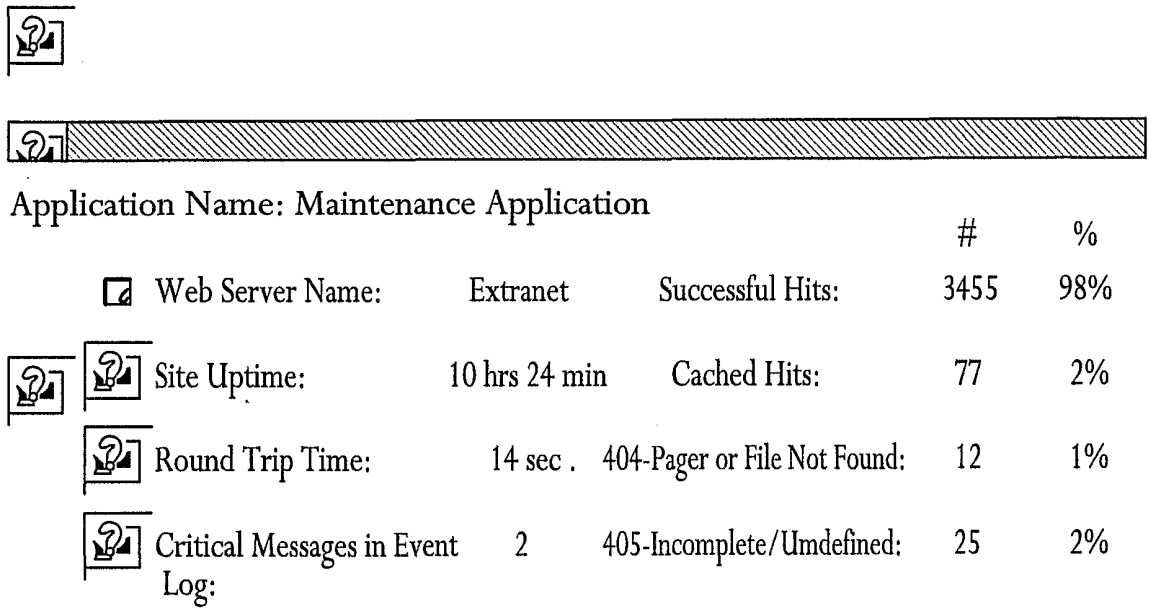 Application Name: Maintenance Application
# %
Web Server Name: Extranet Successful Hits: 3455 98%
Site Uptime: 10 hrs 24 min Cached Hits: 77 2%
Round Trip Time: 14 sec . 404-Pager or File Not Found: 12 1%
Critical Messages in Event 2 405-Incomplete/Umdefined: 25 2%
Log: